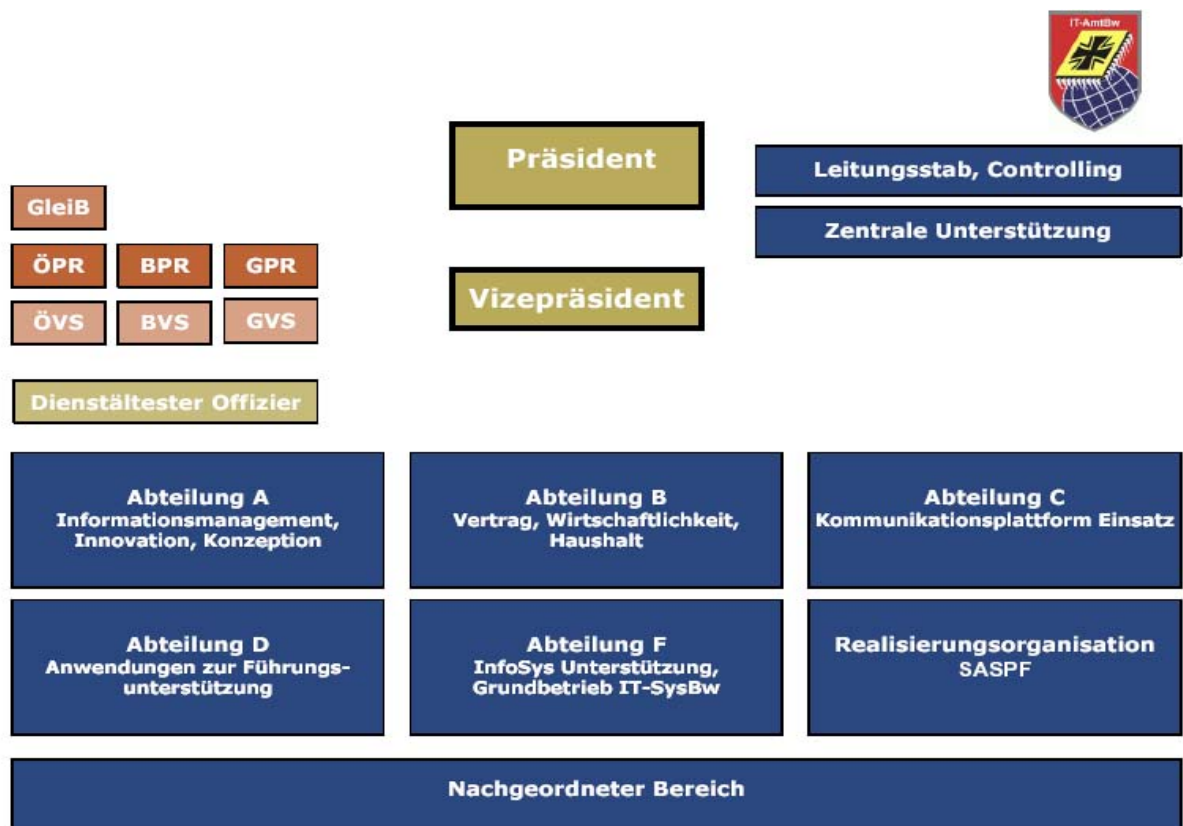 IT-AmtBw
Präsident
Leitungsstab, Controlling
Zentrale Unterstützung
GleiB
ÖPR
BPR
GPR
ÖVS
BVS
GVS
Vizepräsident
Dienstältester Offizier
Abteilung A
Informationsmanagement,
Innovation, Konzeption
Abteilung B
Vertrag, Wirtschaftlichkeit,
Haushalt
Abteilung C
Kommunikationsplattform Einsatz
Abteilung D
Anwendungen zur Führungs-
unterstützung
Abteilung F
InfoSys Unterstützung,
Grundbetrieb IT-SysBw
Realisierungsorganisation
SASPF
Nachgeordneter Bereich